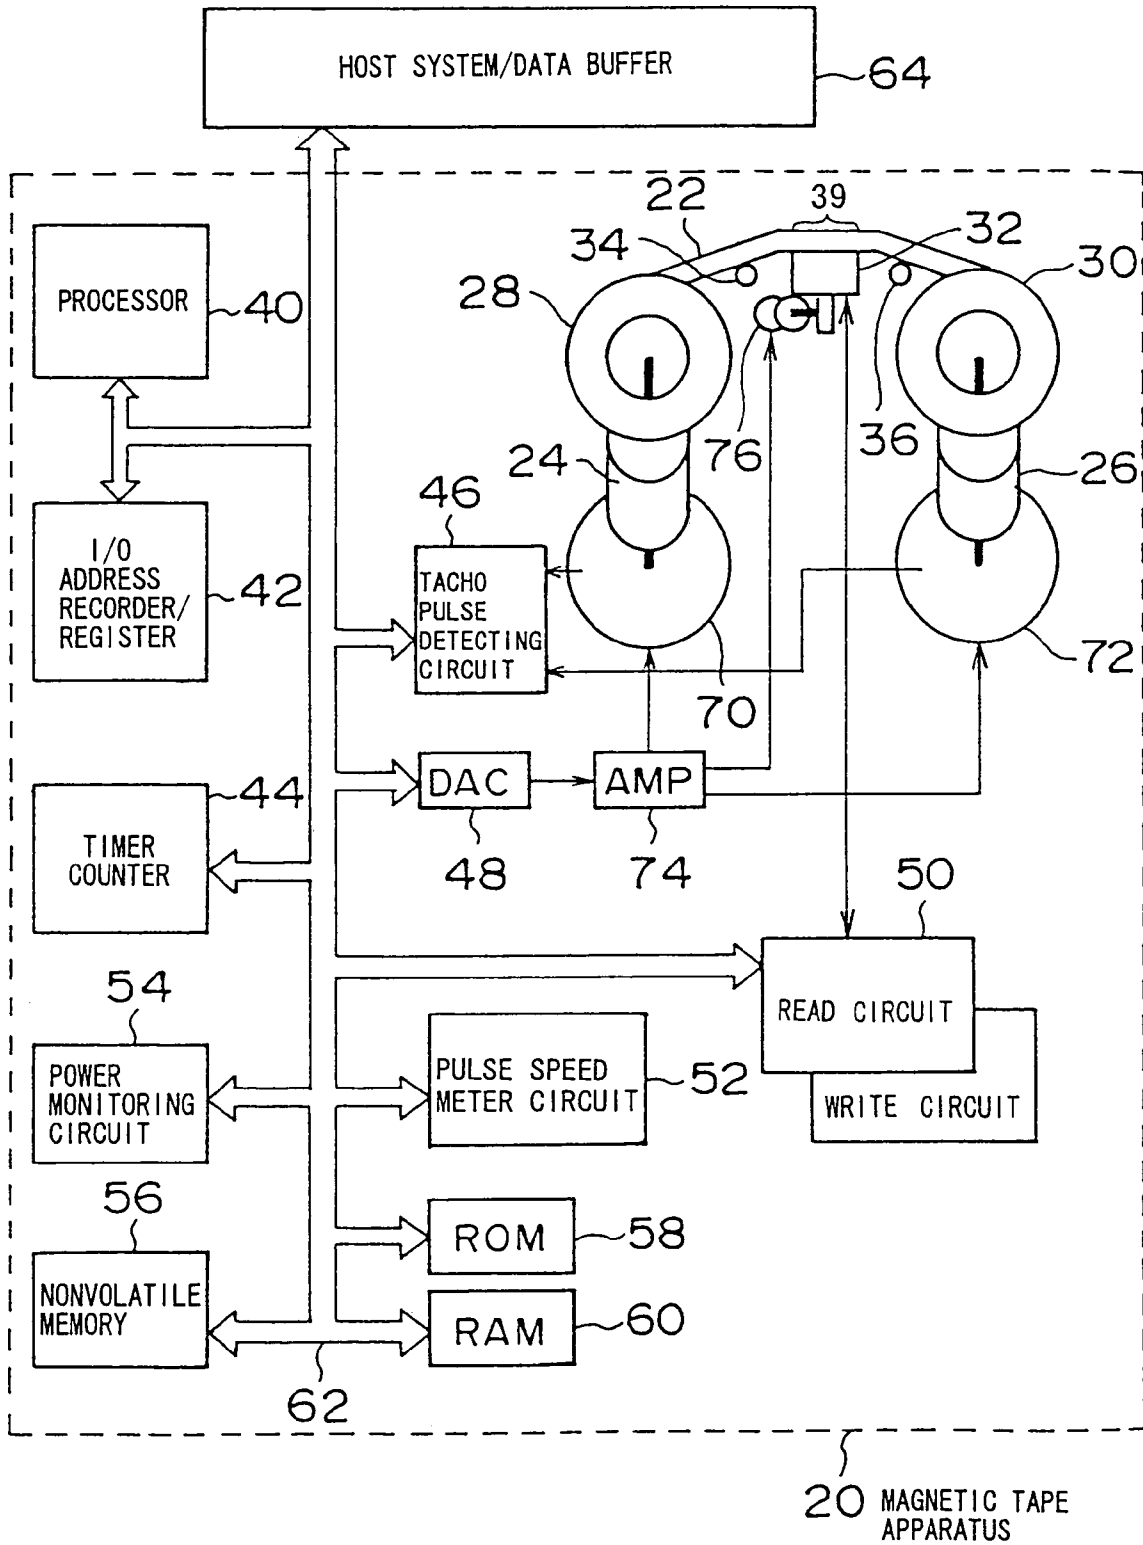 HOST SYSTEM/DATA BUFFER
64
39
22
34
32
30
28
PROCESSOR
40
76
36
24
26
46
I/O
ADDRESS
RECORDER/
REGISTER
42
TACHO
PULSE
DETECTING
CIRCUIT
70
72
44
TIMER
COUNTER
DAC
AMP
48
74
50
READ CIRCUIT
WRITE CIRCUIT
54
POWER
MONITORING
CIRCUIT
PULSE SPEED
METER CIRCUIT
52
56
NONVOLATILE
MEMORY
ROM
58
RAM
60
62
20 MAGNETIC TAPE
APPARATUS